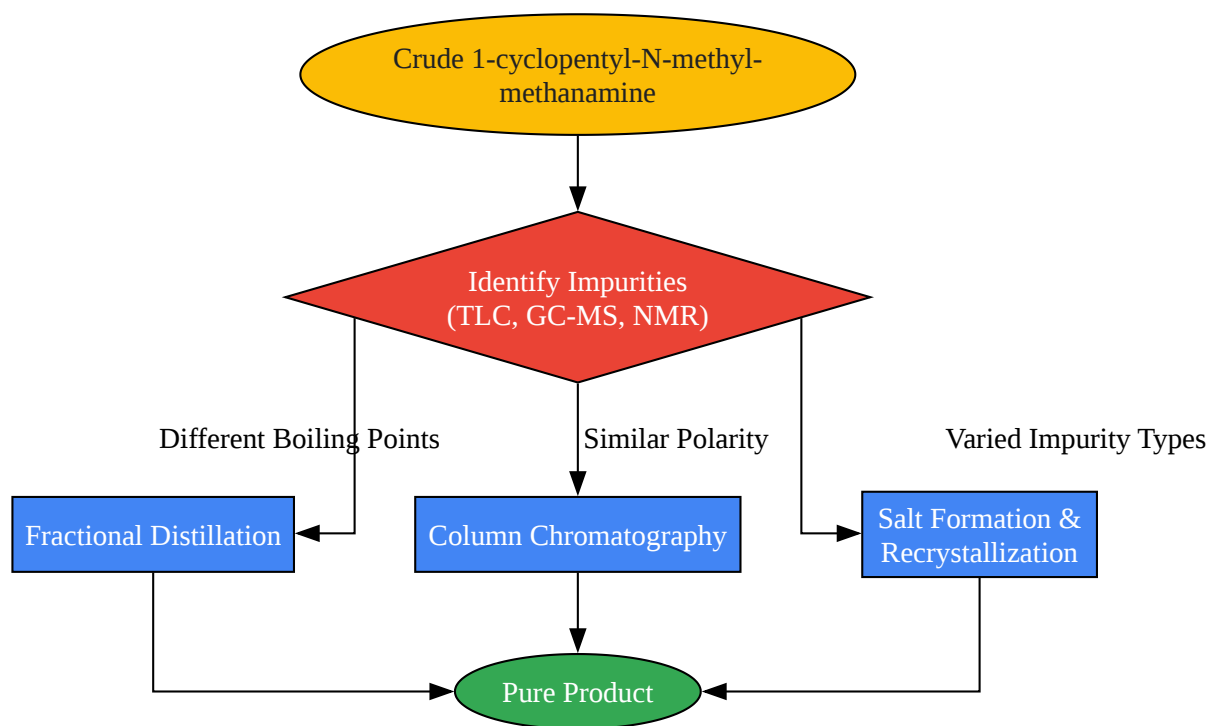 Crude 1-cyclopentyl-N-methyl-
methanamine
Identify Impurities
(TLC, GC-MS, NMR)
Different Boiling Points
Similar Polarity
Varied Impurity Types
Fractional Distillation
Column Chromatography
Salt Formation &
Recrystallization
Pure Product